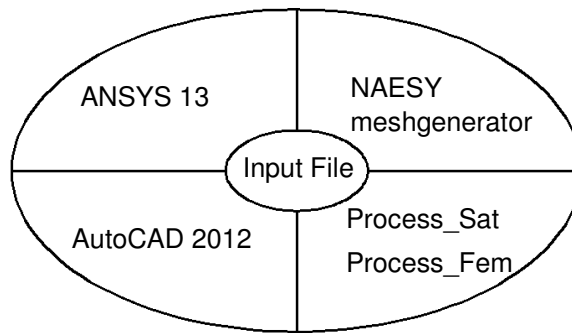 ANSYS 13
NAESY
meshgenerator
Input File
AutoCAD 2012
Process_Sat
Process_Fem